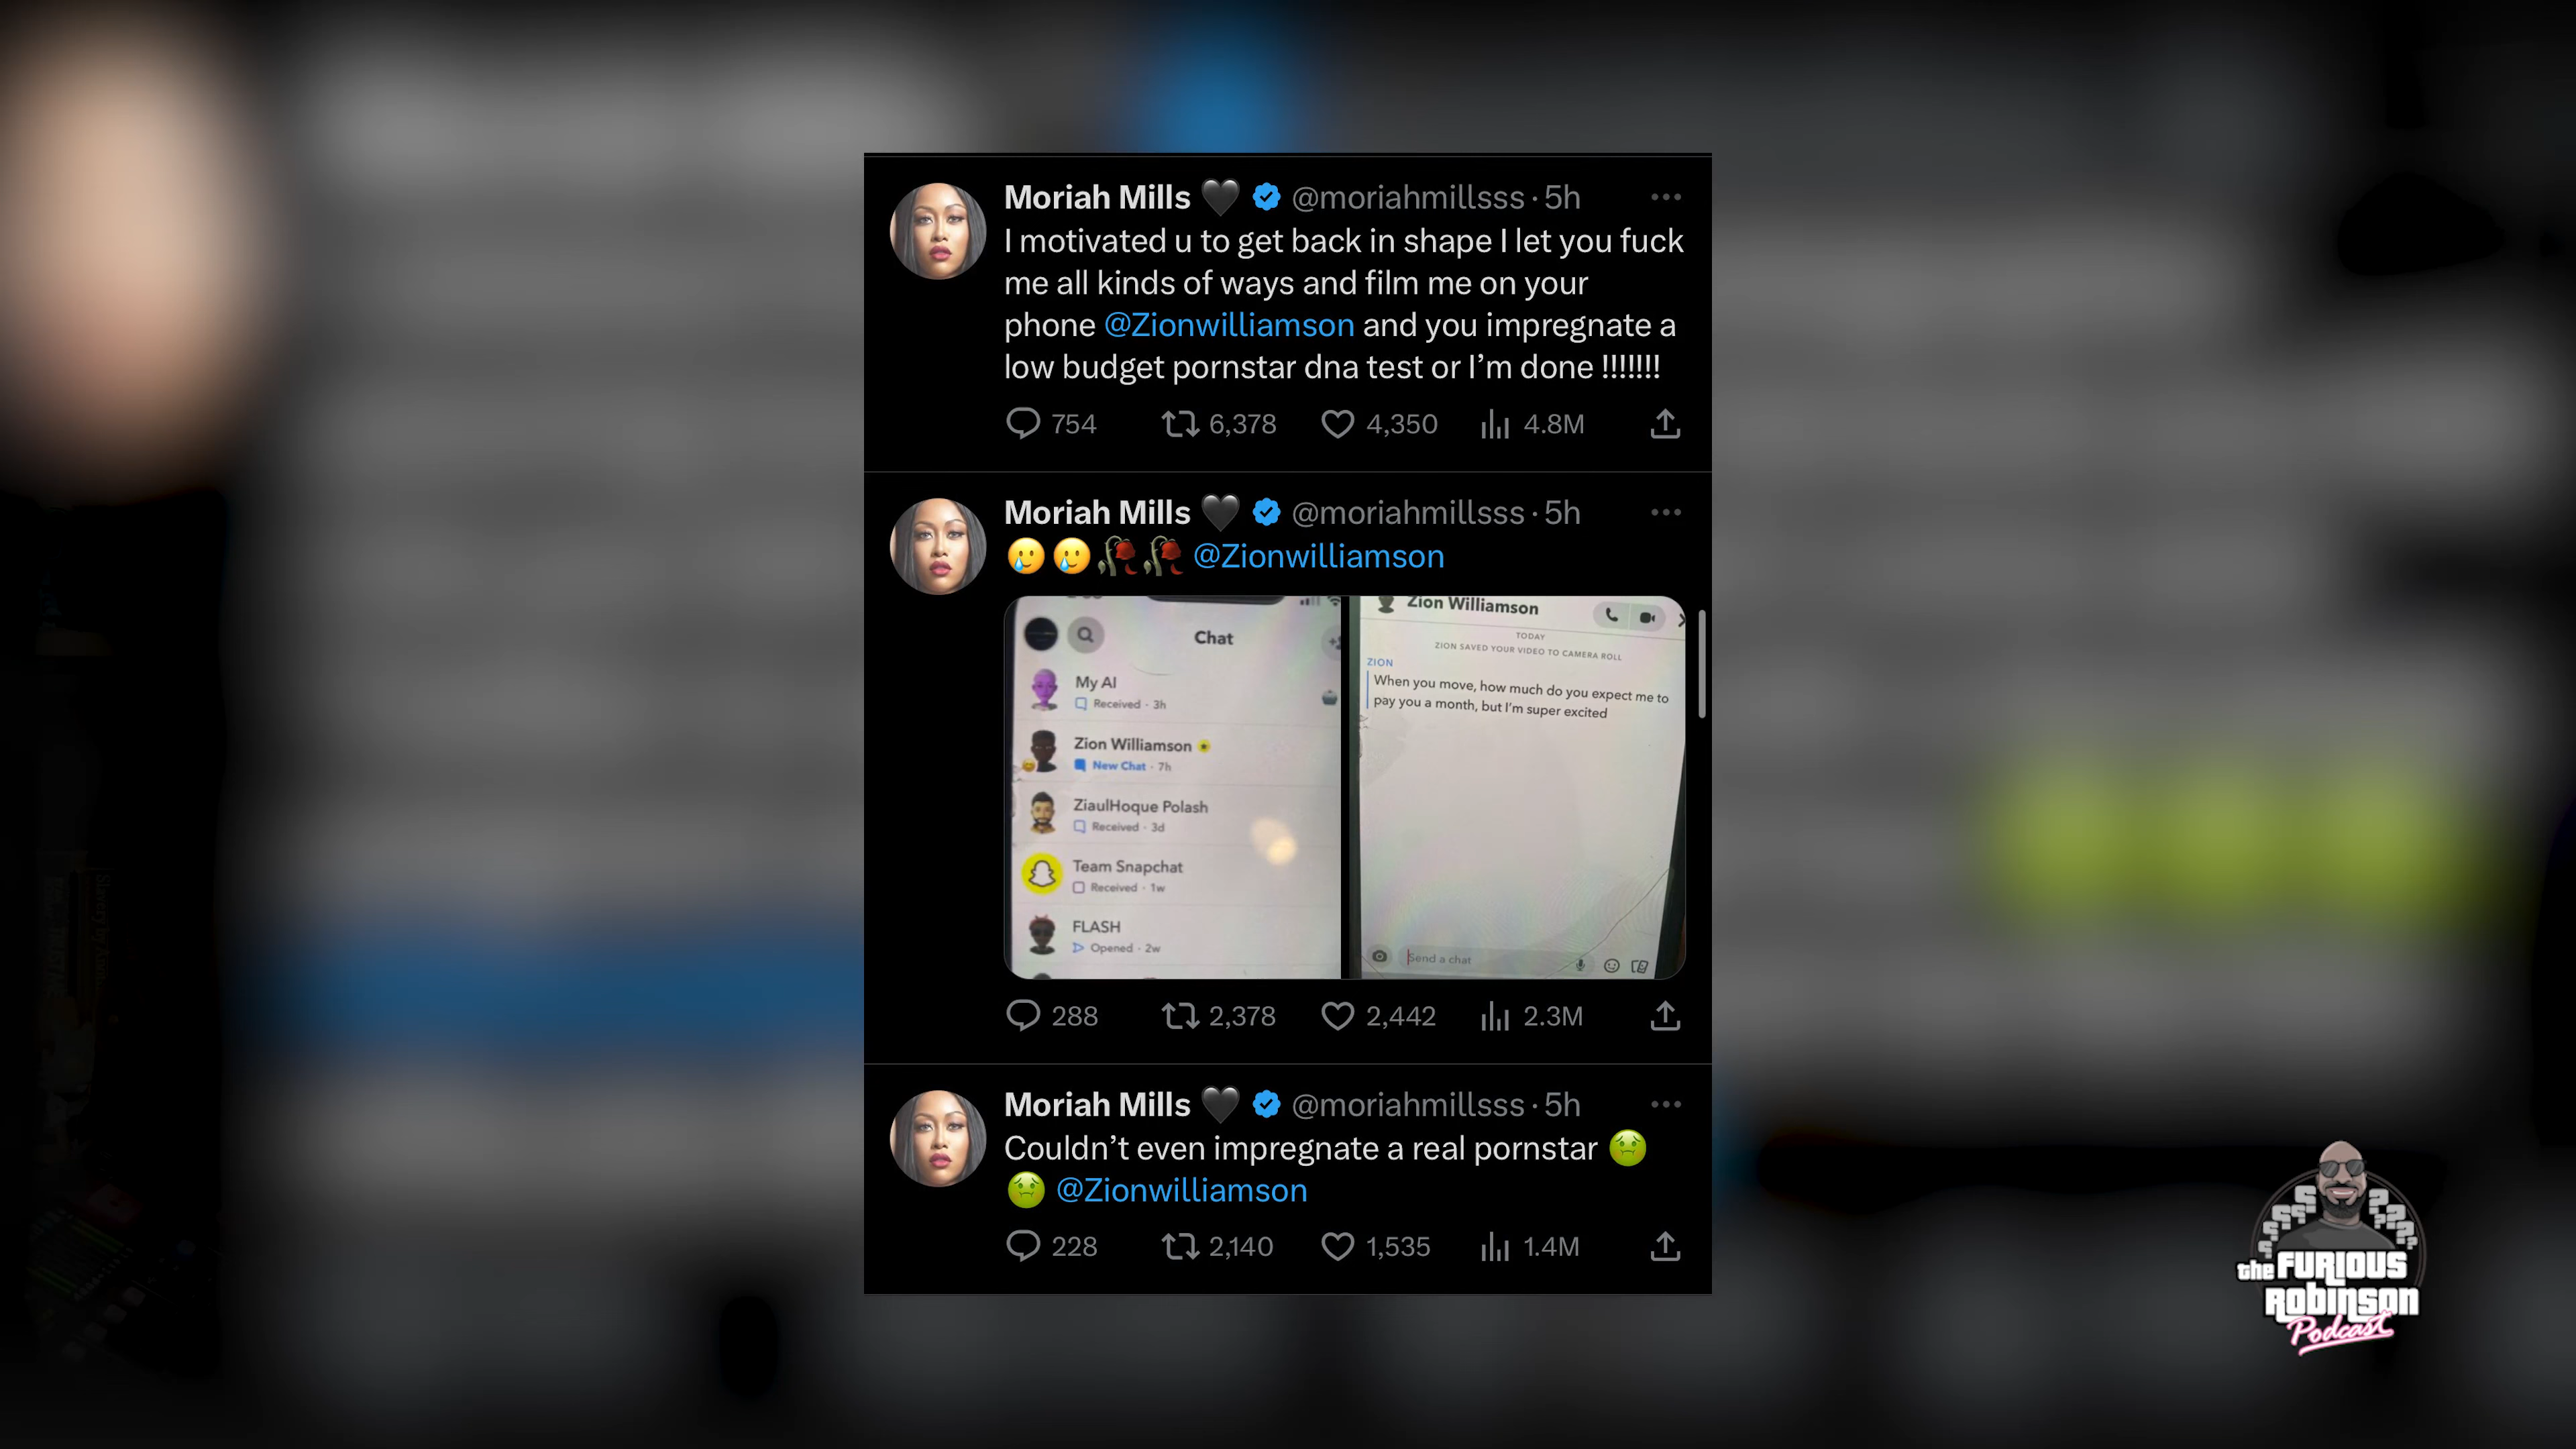 Moriah Mills 🖤 @moriahmillsss · 5h
I motivated u to get back in shape I let you fuck
me all kinds of ways and film me on your
phone @Zionwilliamson and you impregnate a
low budget pornstar dna test or I’m done !!!!!!!
754 6,378 4,350 4.8M
Moriah Mills 🖤 @moriahmillsss · 5h
🥲🥲🥀🥀 @Zionwilliamson
Chat
My AI
Received · 3h
Zion Williamson
New Chat · 7h
ZiaulHoque Polash
Received · 3d
Team Snapchat
Received · 1w
FLASH
Opened · 2w
Zion Williamson
TODAY
ZION SAVED YOUR VIDEO TO CAMERA ROLL
ZION
When you move, how much do you expect me to
pay you a month, but I'm super excited
Send a chat
288 2,378 2,442 2.3M
Moriah Mills 🖤 @moriahmillsss · 5h
Couldn’t even impregnate a real pornstar 🤢
🤢 @Zionwilliamson
228 2,140 1,535 1.4M
the FURIOUS
ROBINSON
Podcast